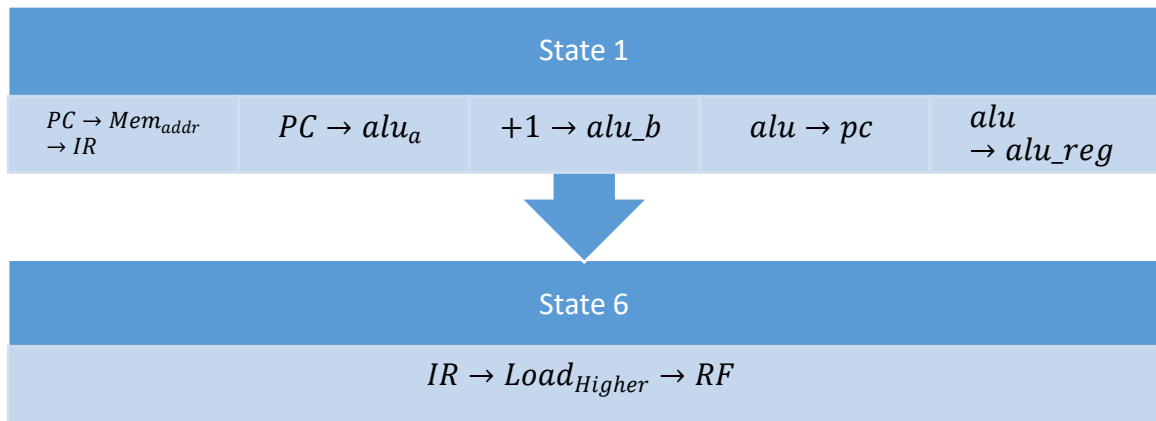 State 1
PC → Mem_addr
→ IR
PC → alu_a
+1 → alu_b
alu → pc
alu
→ alu_reg
State 6
IR → Load_Higher → RF